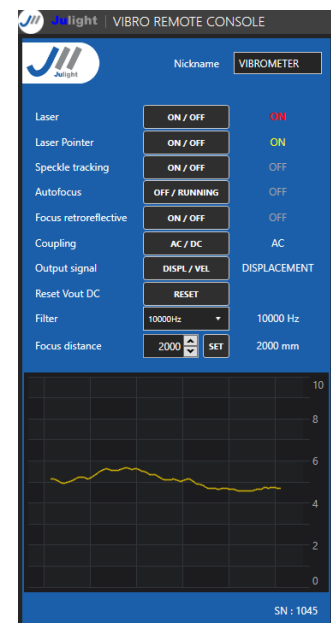 Julight | VIBRO REMOTE CONSOLE
Julight
Nickname VIBROMETER
Laser ON / OFF ON
Laser Pointer ON / OFF ON
Speckle tracking ON / OFF OFF
Autofocus OFF / RUNNING OFF
Focus retroreflective ON / OFF OFF
Coupling AC / DC AC
Output signal DISPL / VEL DISPLACEMENT
Reset Vout DC RESET
Filter 10000Hz 10000 Hz
Focus distance 2000 SET 2000 mm
10
8
6
4
2
0
SN : 1045